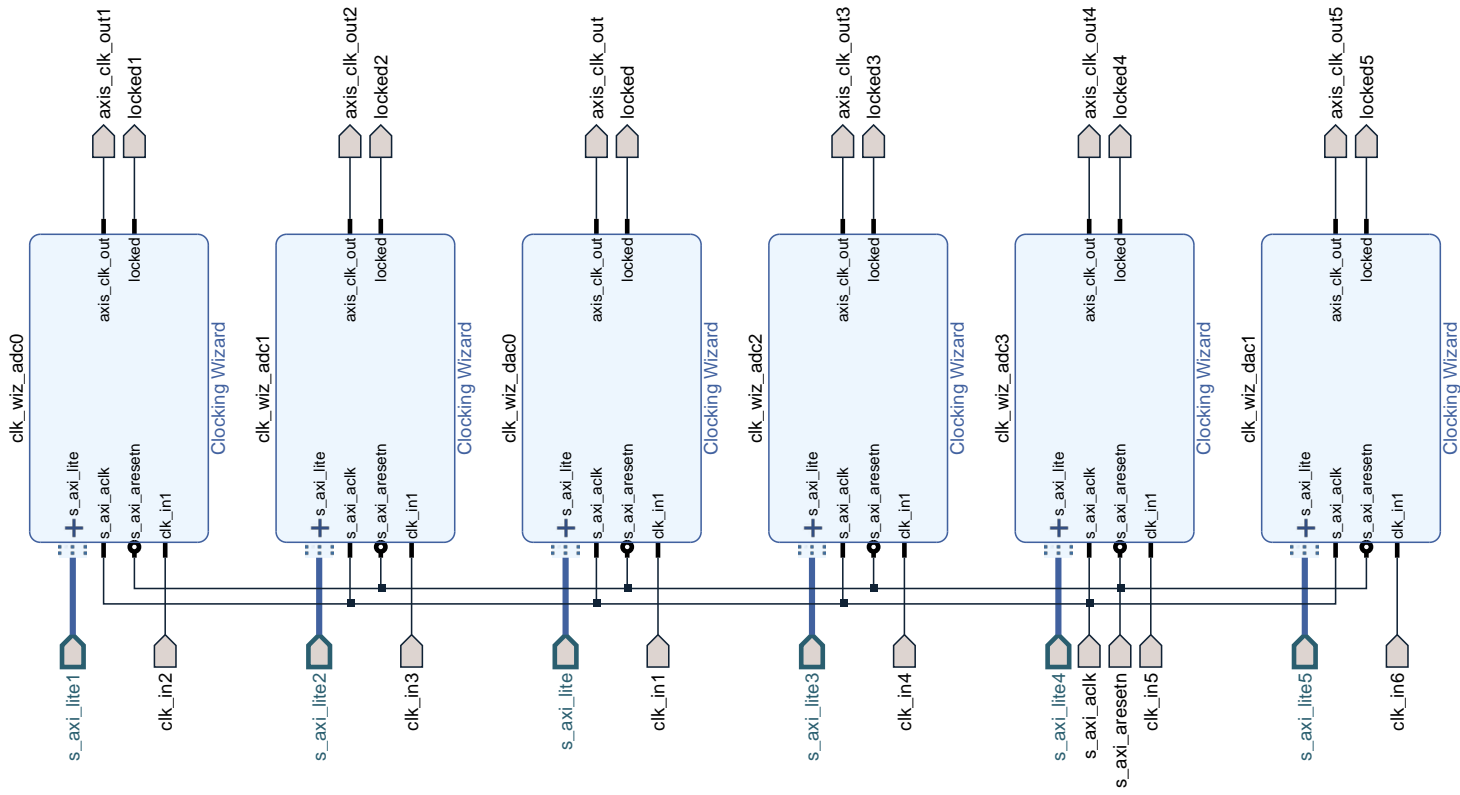 clk_wiz_adc0
s_axi_lite
s_axi_aclk
s_axi_aresetn
clk_in1
axis_clk_out
locked
Clocking Wizard
s_axi_lite1
clk_in2
axis_clk_out1
locked1
clk_wiz_adc1
s_axi_lite
s_axi_aclk
s_axi_aresetn
clk_in1
axis_clk_out
locked
Clocking Wizard
s_axi_lite2
clk_in3
axis_clk_out2
locked2
clk_wiz_dac0
s_axi_lite
s_axi_aclk
s_axi_aresetn
clk_in1
axis_clk_out
locked
Clocking Wizard
s_axi_lite
clk_in1
axis_clk_out
locked
clk_wiz_adc2
s_axi_lite
s_axi_aclk
s_axi_aresetn
clk_in1
axis_clk_out
locked
Clocking Wizard
s_axi_lite3
clk_in4
axis_clk_out3
locked3
clk_wiz_adc3
s_axi_lite
s_axi_aclk
s_axi_aresetn
clk_in1
axis_clk_out
locked
Clocking Wizard
s_axi_lite4
s_axi_aclk
s_axi_aresetn
clk_in5
axis_clk_out4
locked4
clk_wiz_dac1
s_axi_lite
s_axi_aclk
s_axi_aresetn
clk_in1
axis_clk_out
locked
Clocking Wizard
s_axi_lite5
clk_in6
axis_clk_out5
locked5